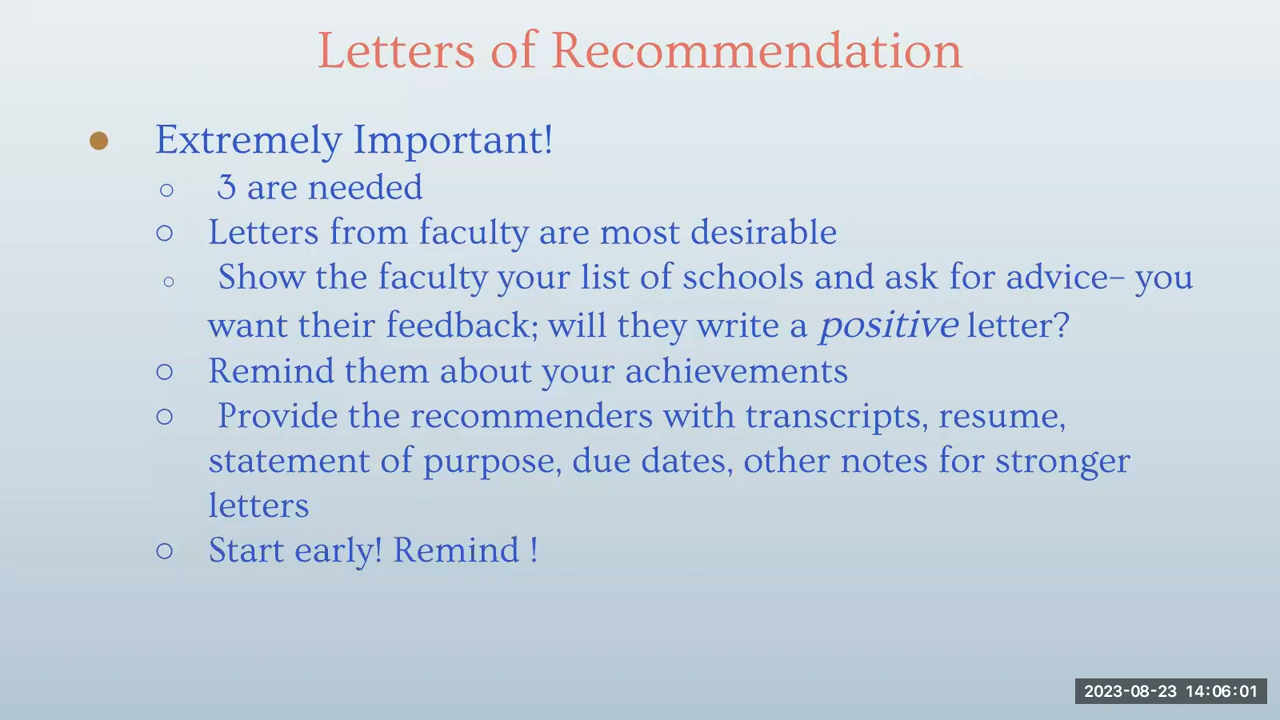 Letters of Recommendation
● Extremely Important!
○ 3 are needed
○ Letters from faculty are most desirable
○ Show the faculty your list of schools and ask for advice– you
want their feedback; will they write a positive letter?
○ Remind them about your achievements
○ Provide the recommenders with transcripts, resume,
statement of purpose, due dates, other notes for stronger
letters
○ Start early! Remind !
2023-08-23 14:06:01